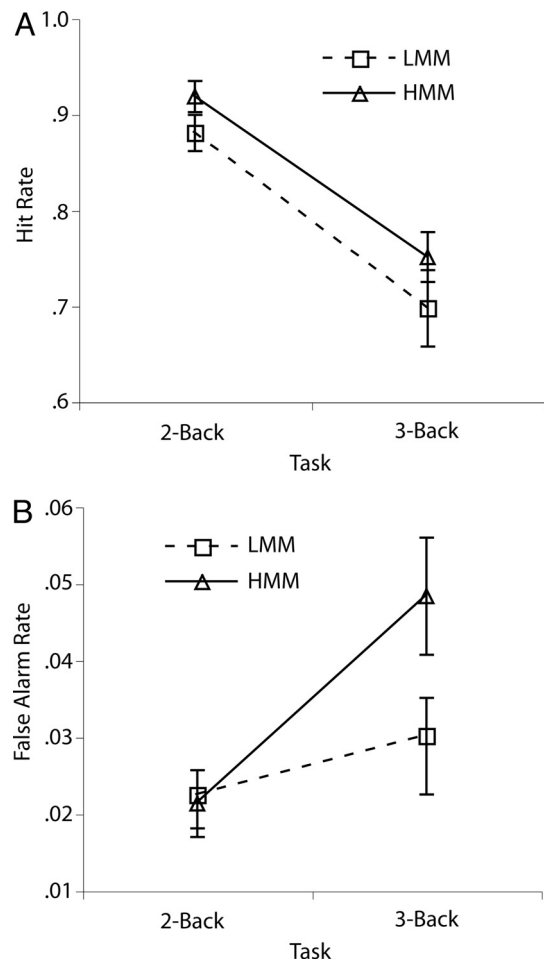 A
1.0
LMM
HMM
.9
.8
.7
.6
Hit Rate
2-Back
3-Back
Task
B
.06
LMM
HMM
.05
.04
.03
.02
.01
False Alarm Rate
2-Back
3-Back
Task